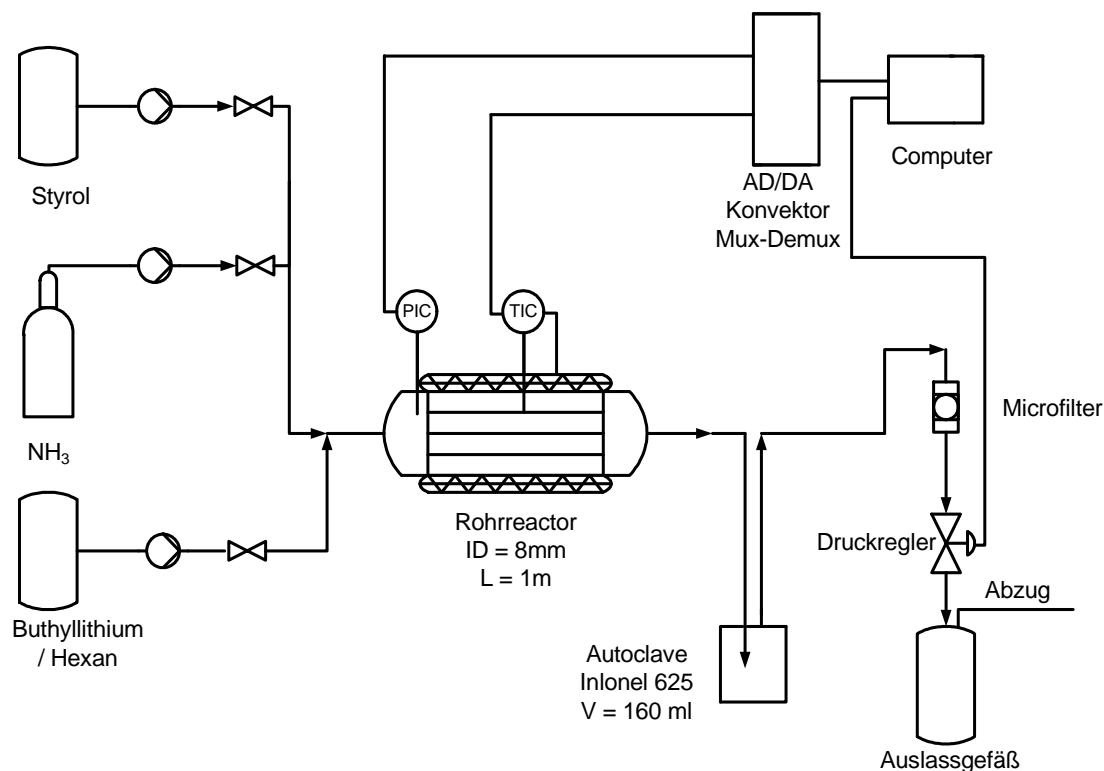 Styrol
NH₃
Buthyllithium
/ Hexan
PIC
TIC
Rohrreactor
ID = 8mm
L = 1m
AD/DA
Konvektor
Mux-Demux
Computer
Autoclave
Inlonel 625
V = 160 ml
Microfilter
Druckregler
Abzug
Auslassgefäß